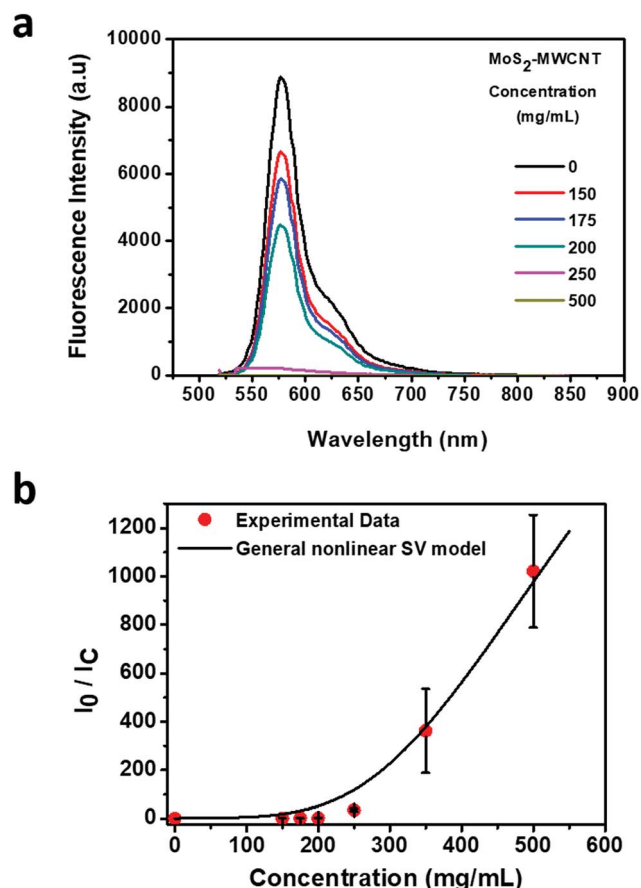 a
10000
8000
6000
4000
2000
0
Fluorescence Intensity (a.u)
MoS2-MWCNT
Concentration
(mg/mL)
0
150
175
200
250
500
500 550 600 650 700 750 800 850 900
Wavelength (nm)
b
1200
1000
800
600
400
200
0
I0 / IC
Experimental Data
General nonlinear SV model
0 100 200 300 400 500 600
Concentration (mg/mL)